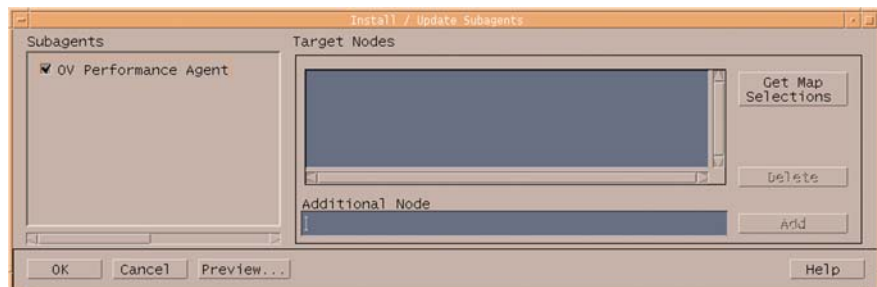 Install / Update Subagents
Subagents
OV Performance Agent
Target Nodes
Get Map
Selections
Delete
Additional Node
Add
OK
Cancel
Preview...
Help